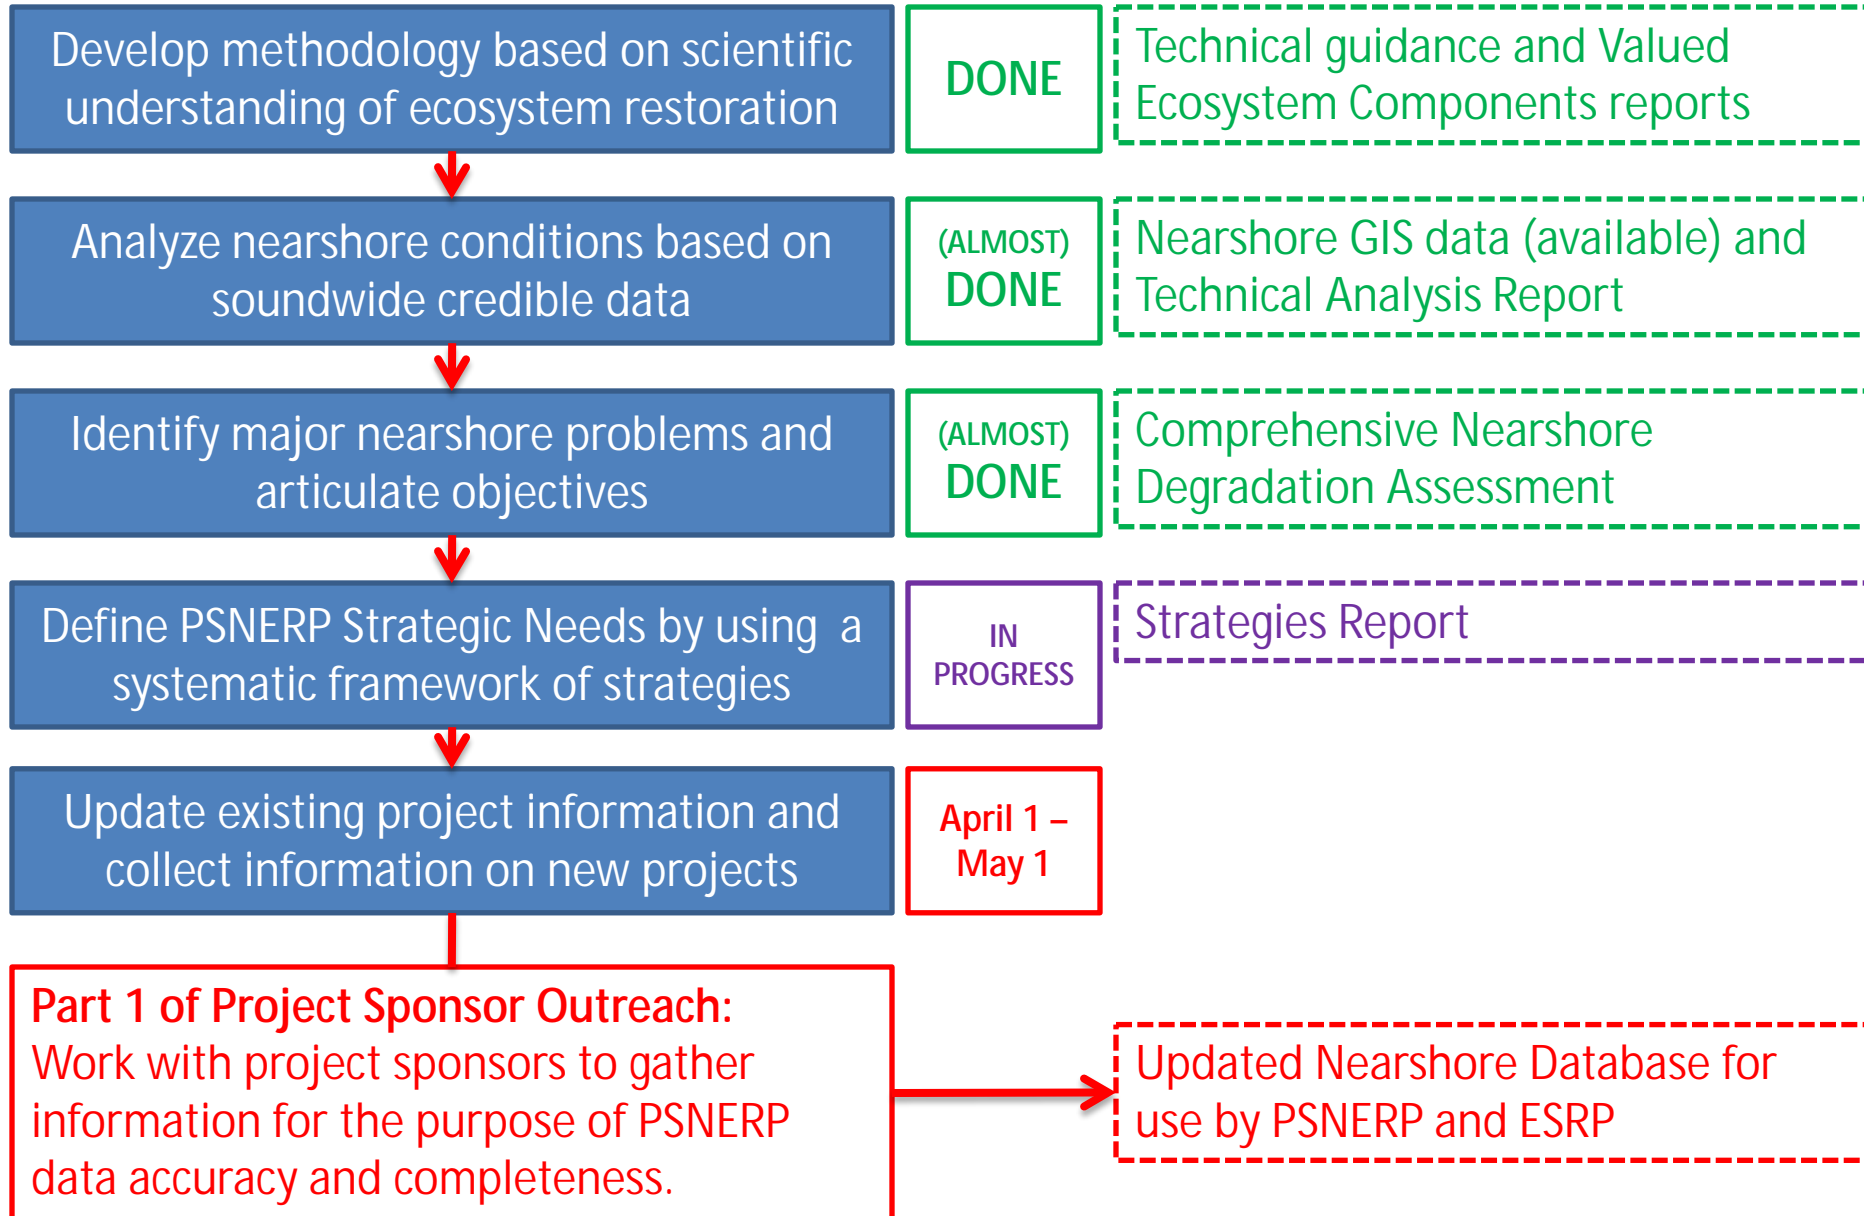 Develop methodology based on scientific
understanding of ecosystem restoration
DONE
Technical guidance and Valued
Ecosystem Components reports
Analyze nearshore conditions based on
soundwide credible data
(ALMOST)
DONE
Nearshore GIS data (available) and
Technical Analysis Report
Identify major nearshore problems and
articulate objectives
(ALMOST)
DONE
Comprehensive Nearshore
Degradation Assessment
Define PSNERP Strategic Needs by using  a
systematic framework of strategies
IN
PROGRESS
Strategies Report
Update existing project information and
collect information on new projects
April 1 –
May 1
Part 1 of Project Sponsor Outreach:
Work with project sponsors to gather
information for the purpose of PSNERP
data accuracy and completeness.
Updated Nearshore Database for
use by PSNERP and ESRP